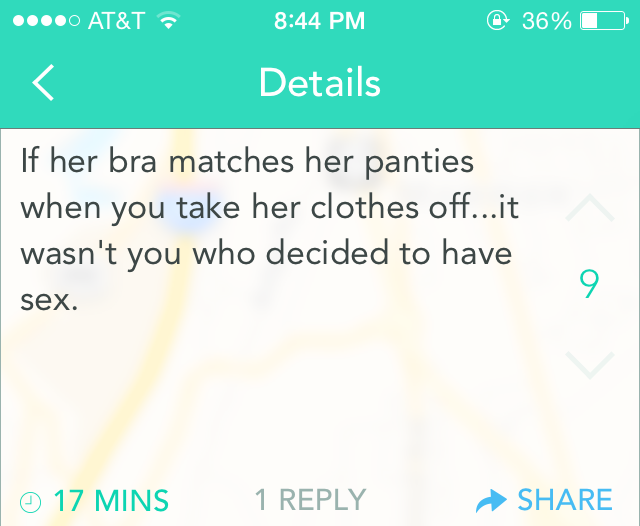 AT&T 8:44 PM 36%
Details
If her bra matches her panties
when you take her clothes off...it
wasn't you who decided to have
sex.
9
17 MINS 1 REPLY SHARE